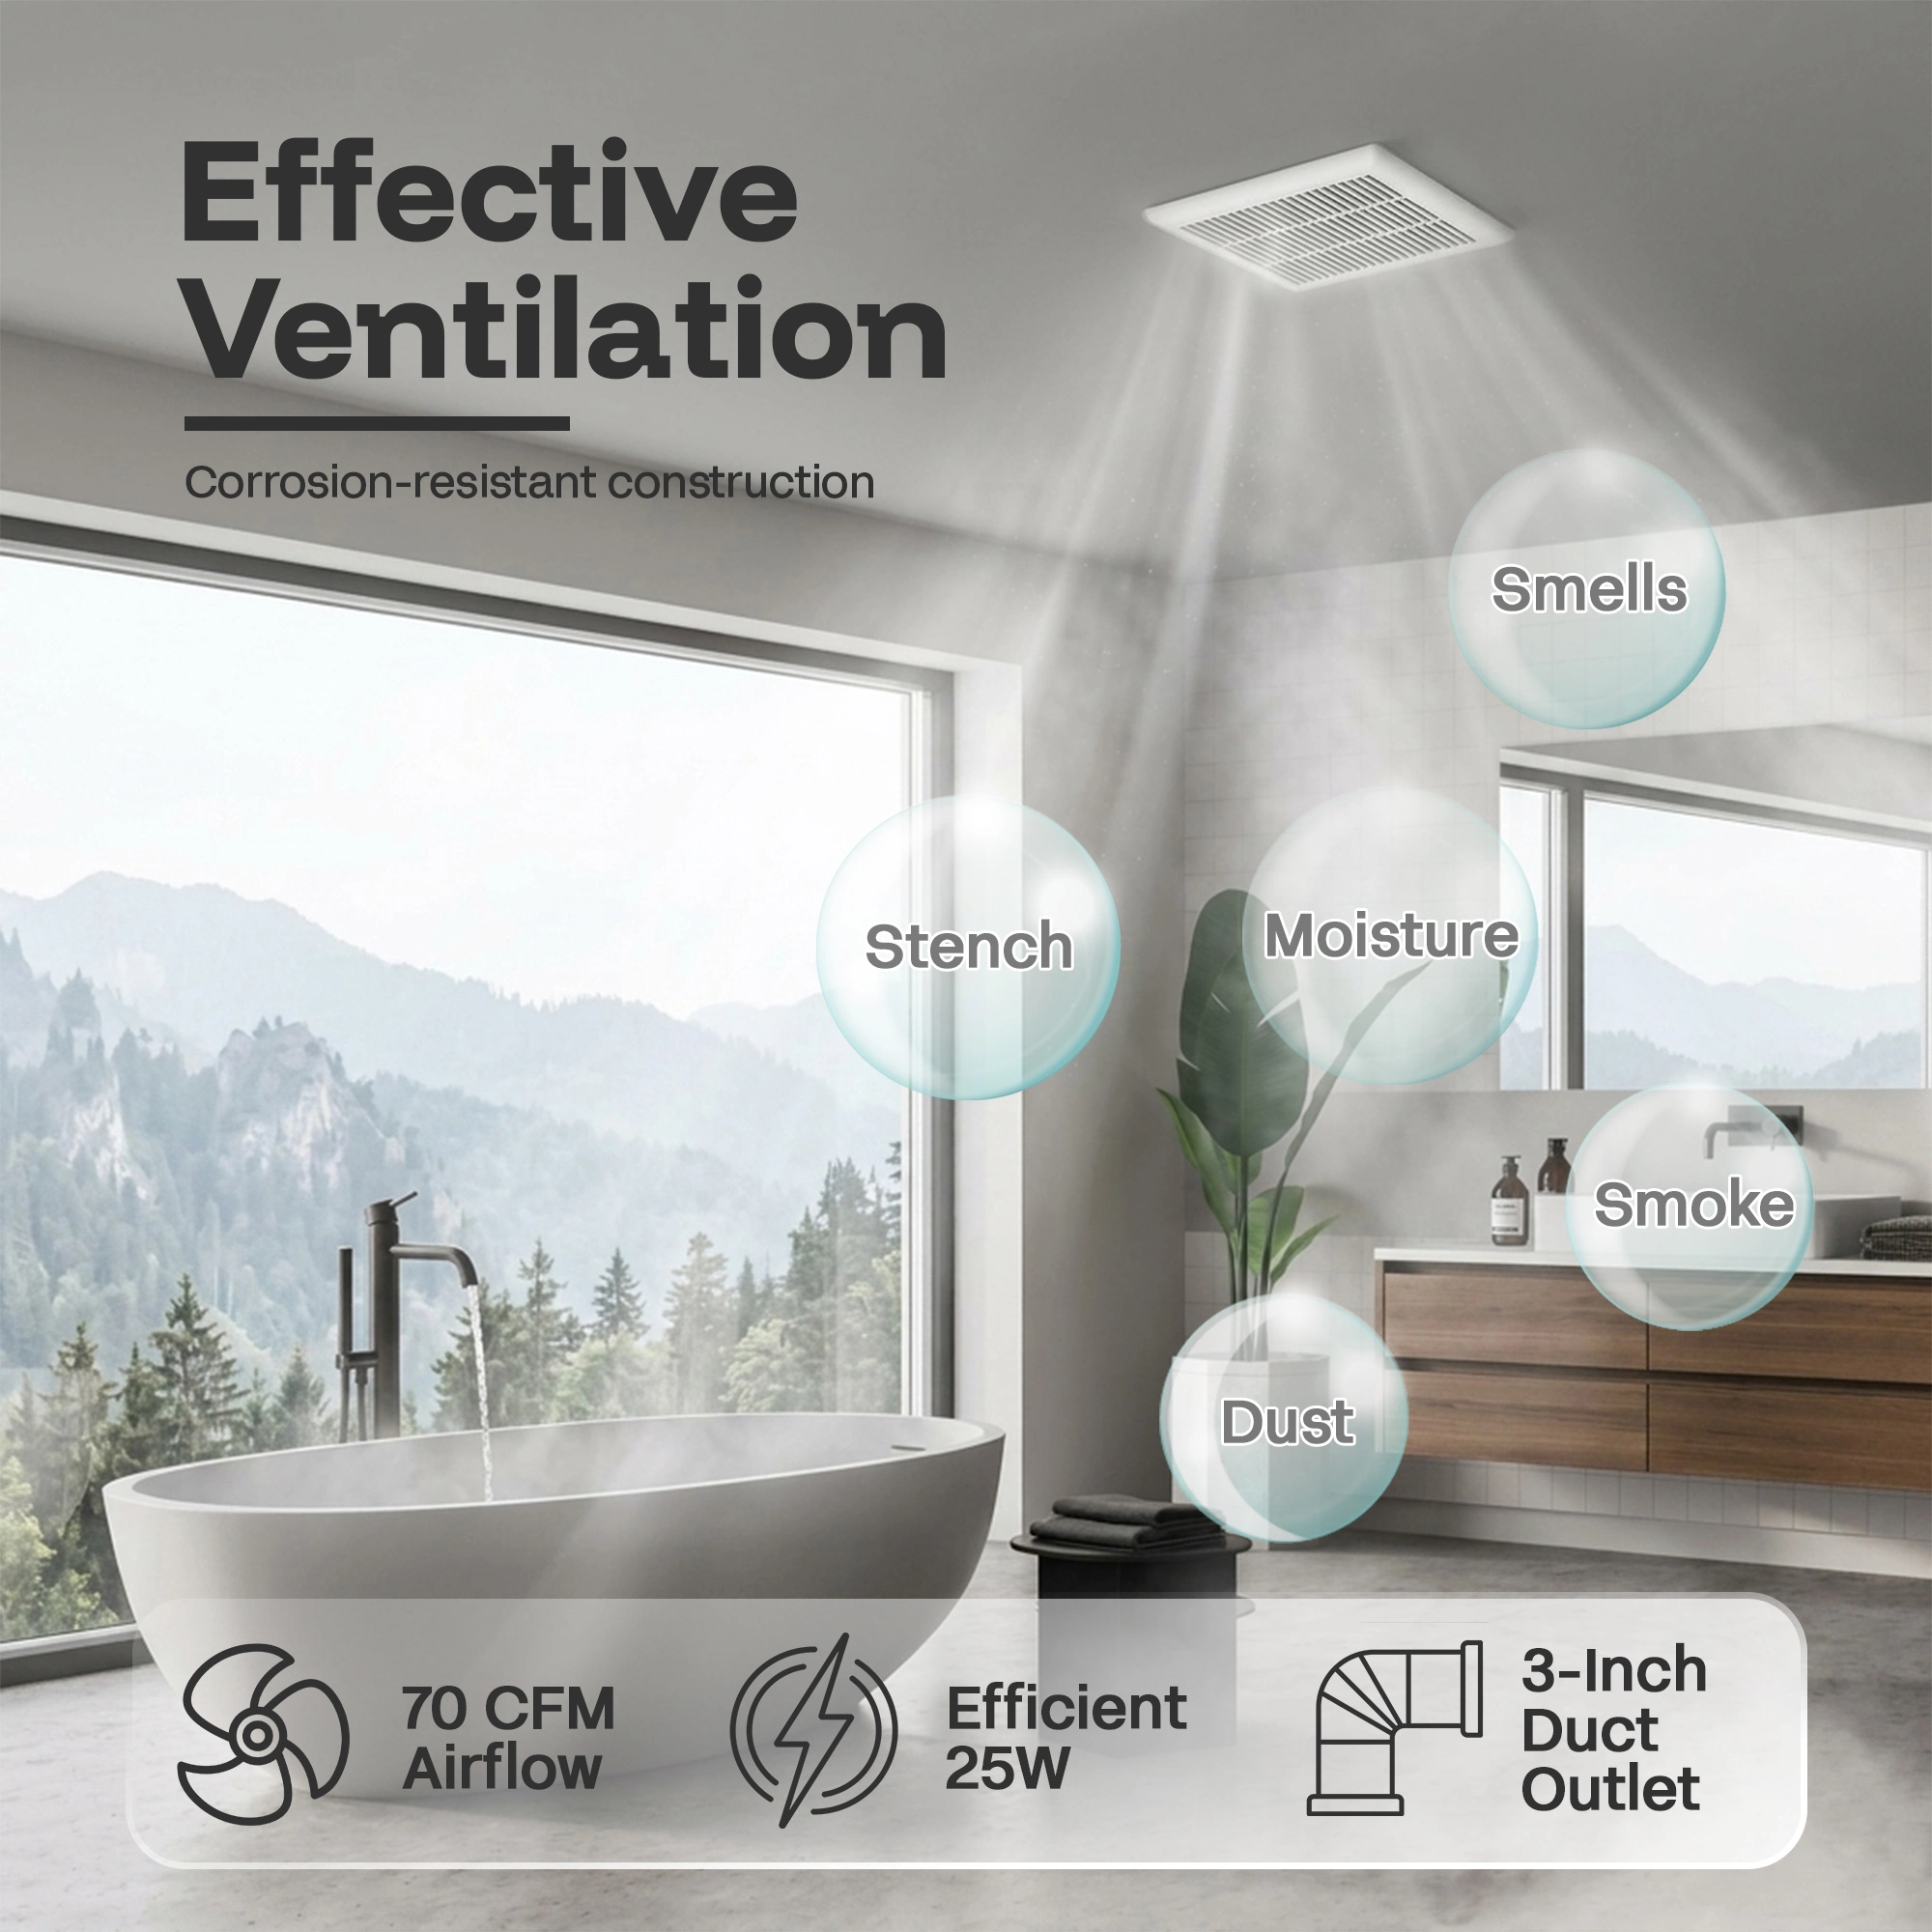 Effective
Ventilation
Corrosion-resistant construction
Smells
Stench
Moisture
Smoke
Dust
70 CFM
Airflow
Efficient
25W
3-Inch
Duct
Outlet